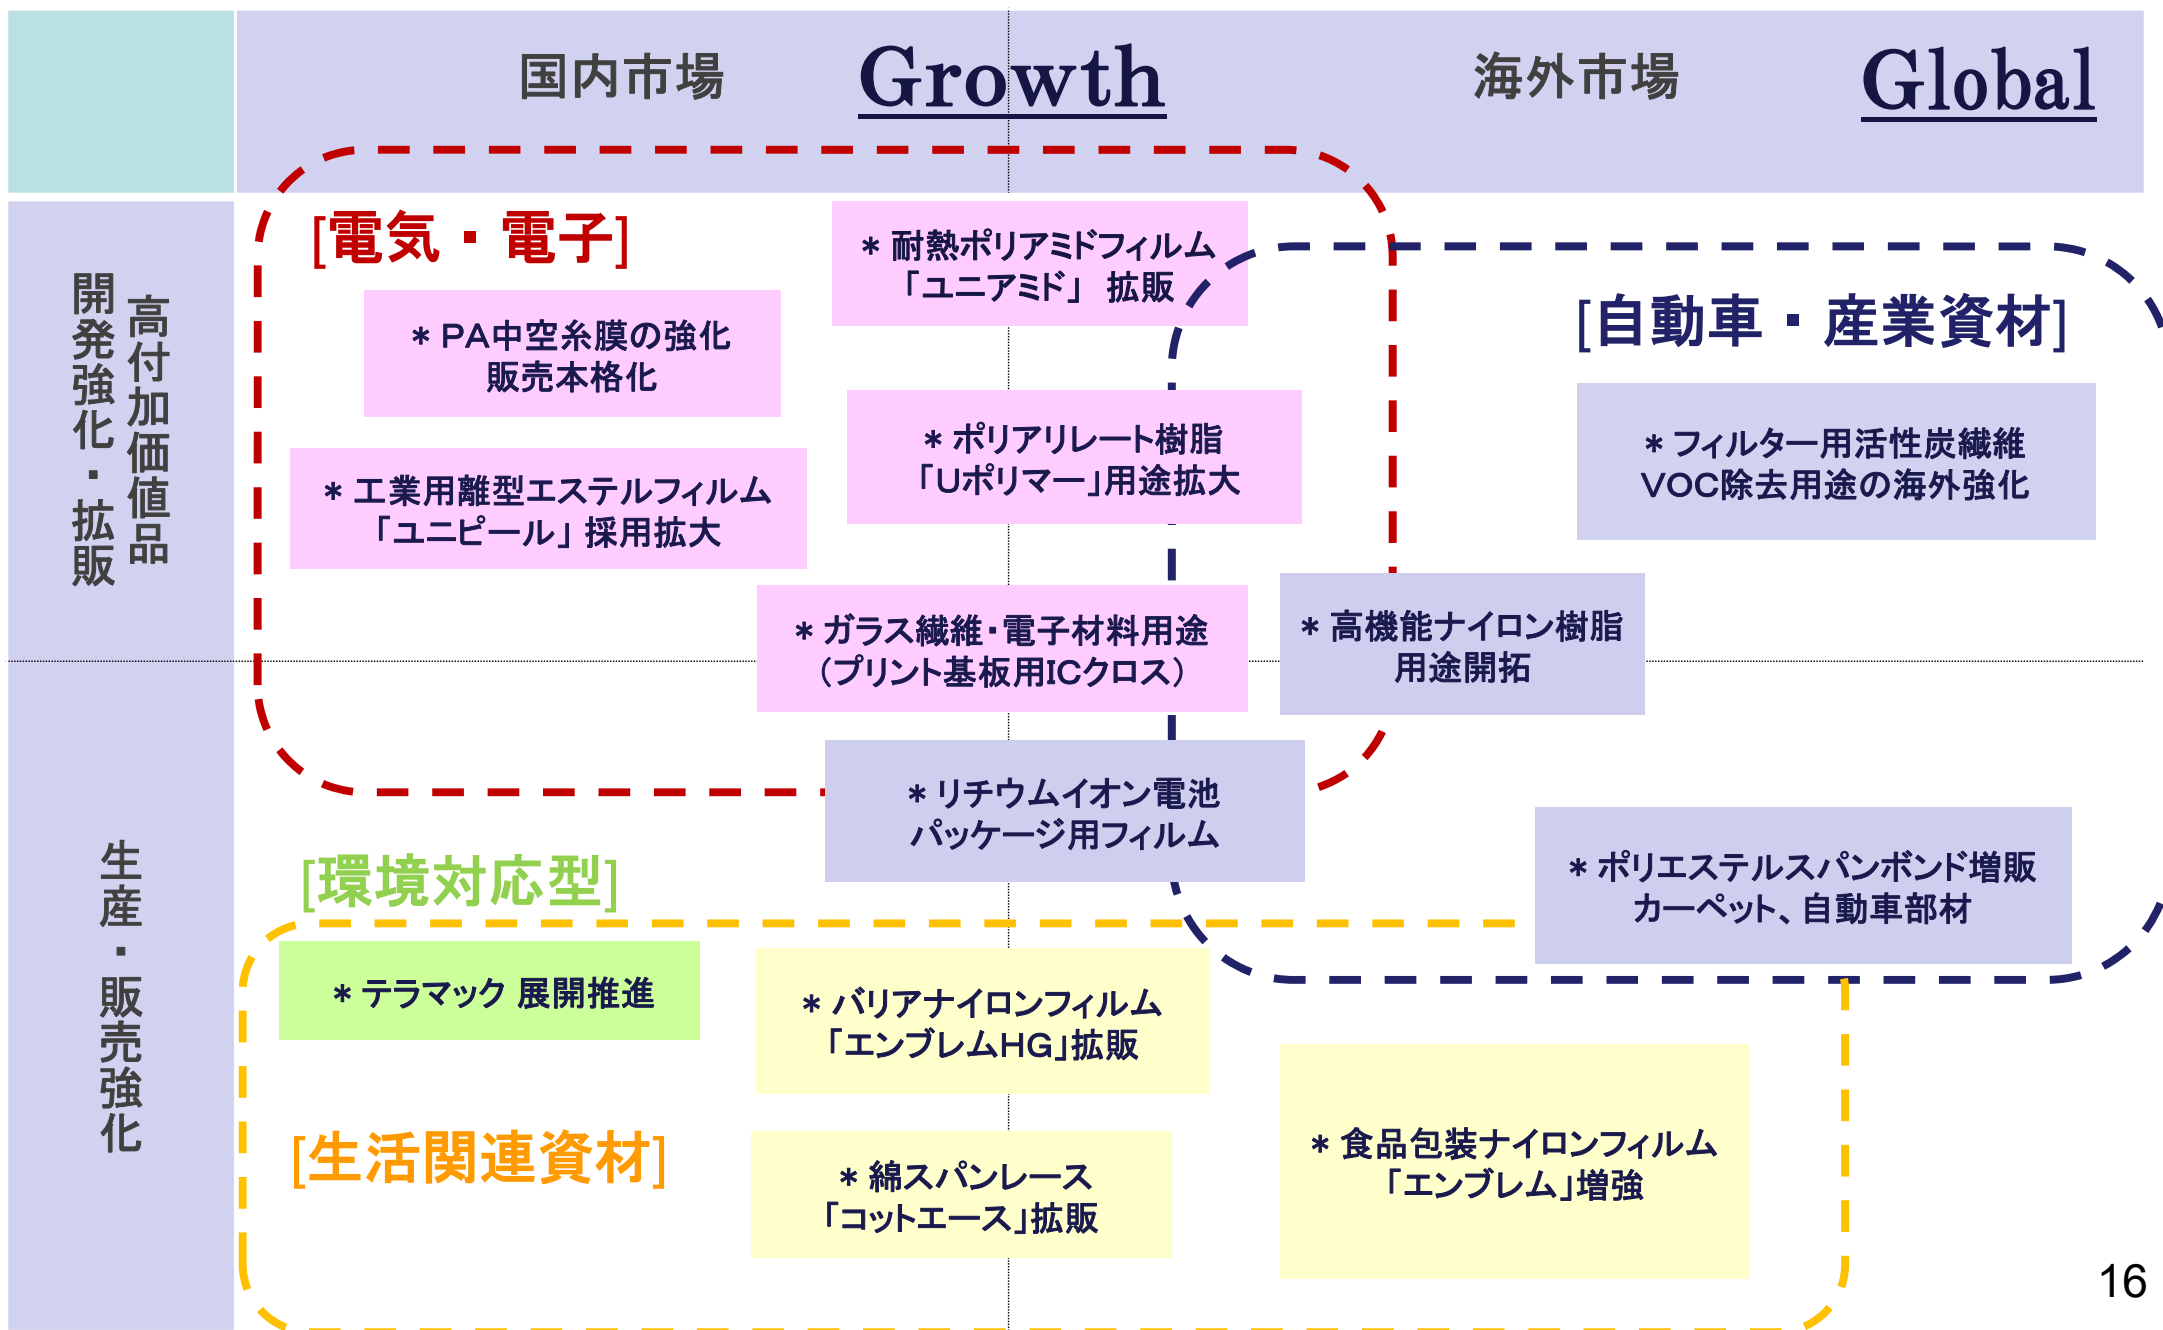 国内市場
Growth
海外市場
Global
高付加価値品
開発強化・拡販
[電気・電子]
＊耐熱ポリアミドフィルム
「ユニアミド」 拡販
[自動車・産業資材]
＊PA中空糸膜の強化
販売本格化
＊ポリアリレート樹脂
「Uポリマー」用途拡大
＊フィルター用活性炭繊維
VOC除去用途の海外強化
＊工業用離型エステルフィルム
「ユニピール」 採用拡大
＊ガラス繊維・電子材料用途
（プリント基板用ICクロス）
＊高機能ナイロン樹脂
用途開拓
生産・販売強化
＊リチウムイオン電池
パッケージ用フィルム
＊ポリエステルスパンボンド増販
カーペット、自動車部材
[環境対応型]
＊テラマック 展開推進
＊バリアナイロンフィルム
「エンブレムHG」拡販
[生活関連資材]
＊綿スパンレース
「コットエース」拡販
＊食品包装ナイロンフィルム
「エンブレム」増強
16